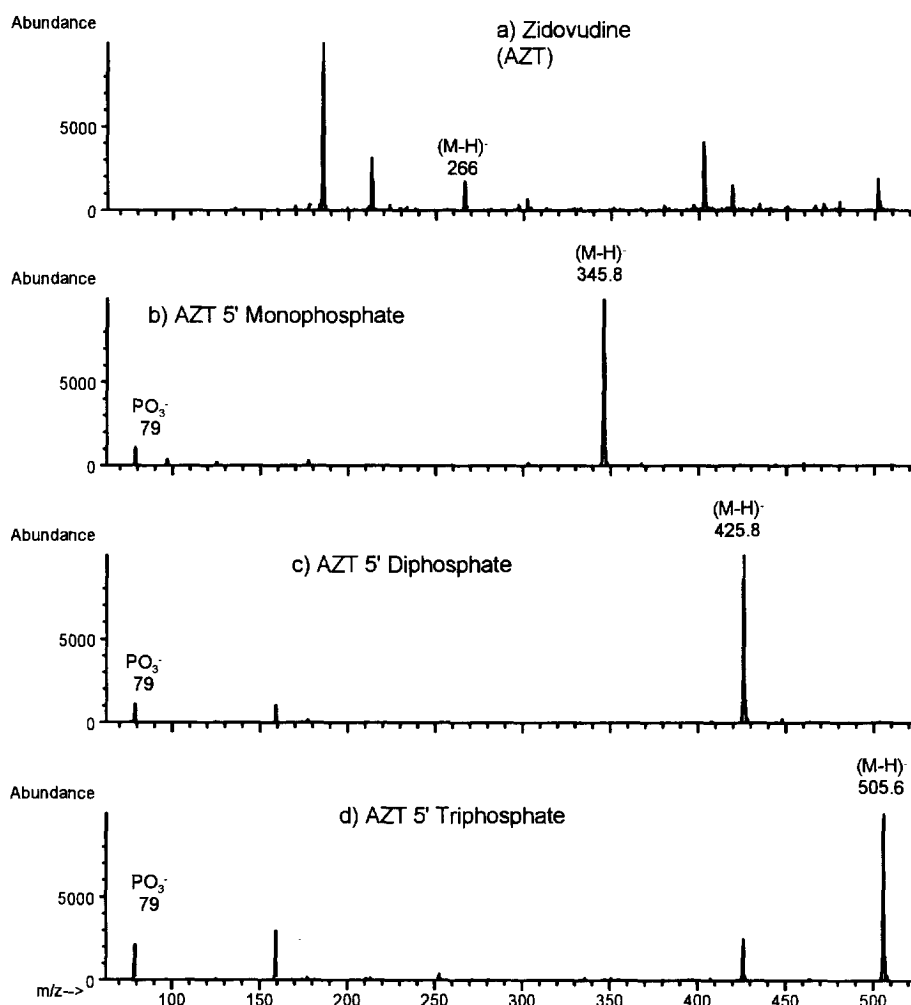 Abundance
a) Zidovudine
(AZT)
5000
(M-H)-
266
0
Abundance
(M-H)-
345.8
b) AZT 5' Monophosphate
5000
PO3-
79
0
Abundance
(M-H)-
425.8
c) AZT 5' Diphosphate
5000
PO3-
79
0
(M-H)-
505.6
Abundance
d) AZT 5' Triphosphate
PO3-
79
5000
0
m/z-->
100 150 200 250 300 350 400 450 500